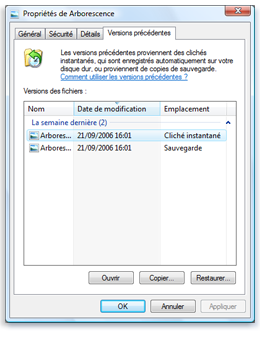 Propriétés de Arborescence
Général Sécurité Détails Versions précédentes
Les versions précédentes proviennent des clichés
instantanés, qui sont enregistrés automatiquement sur votre
disque dur, ou proviennent de copies de sauvegarde.
Comment utiliser les versions précédentes ?
Versions des fichiers :
Nom Date de modification Emplacement
La semaine dernière (2)
Arbores... 21/09/2006 16:01 Cliché instantané
Arbores... 21/09/2006 16:01 Sauvegarde
Ouvrir Copier... Restaurer...
OK Annuler Appliquer